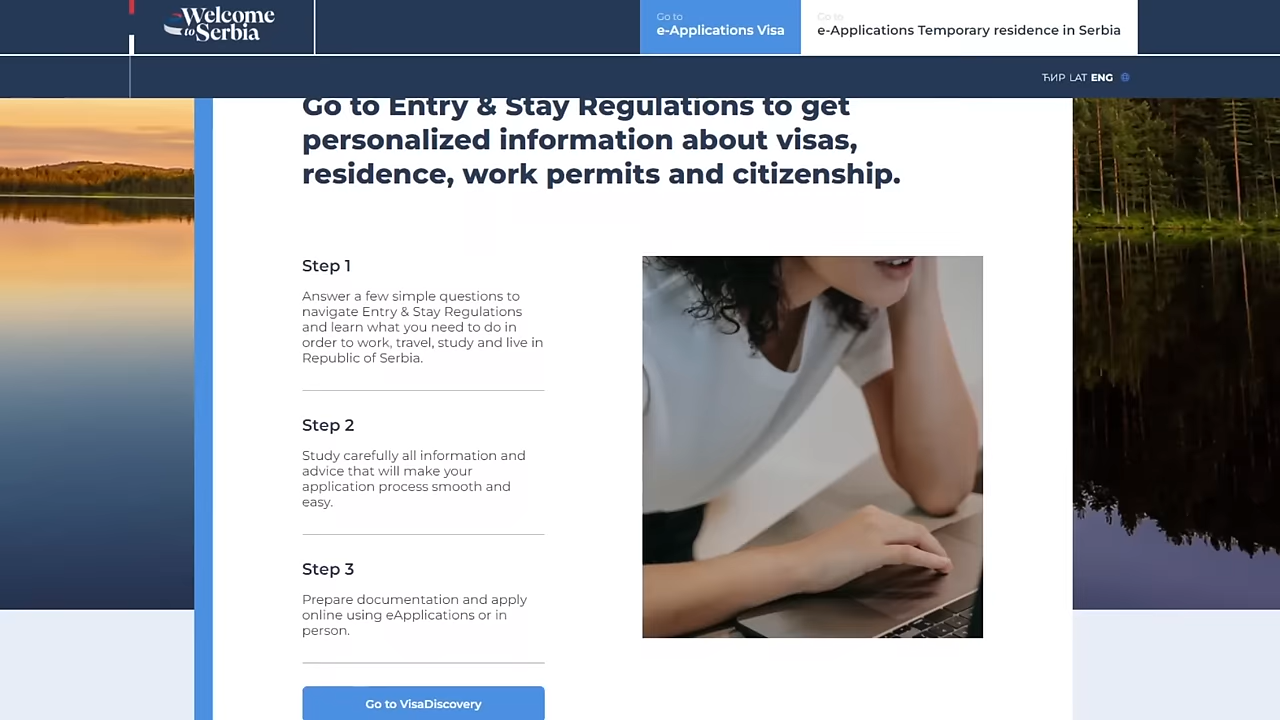 Welcome
to Serbia
Go to
e-Applications Visa
Go to
e-Applications Temporary residence in Serbia
ЋИР LAT ENG
Go to Entry & Stay Regulations to get
personalized information about visas,
residence, work permits and citizenship.
Step 1
Answer a few simple questions to
navigate Entry & Stay Regulations
and learn what you need to do in
order to work, travel, study and live in
Republic of Serbia.
Step 2
Study carefully all information and
advice that will make your
application process smooth and
easy.
Step 3
Prepare documentation and apply
online using eApplications or in
person.
Go to VisaDiscovery